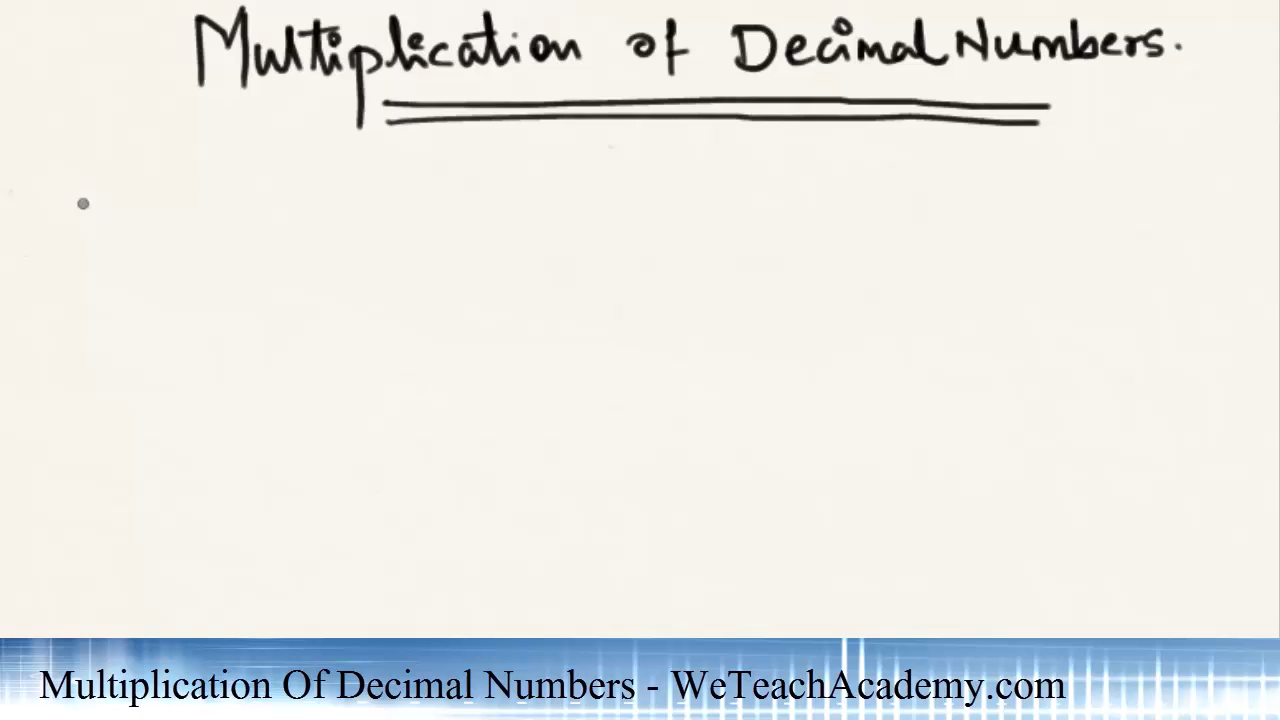 Multiplication of Decimal Numbers.
Multiplication Of Decimal Numbers - WeTeachAcademy.com